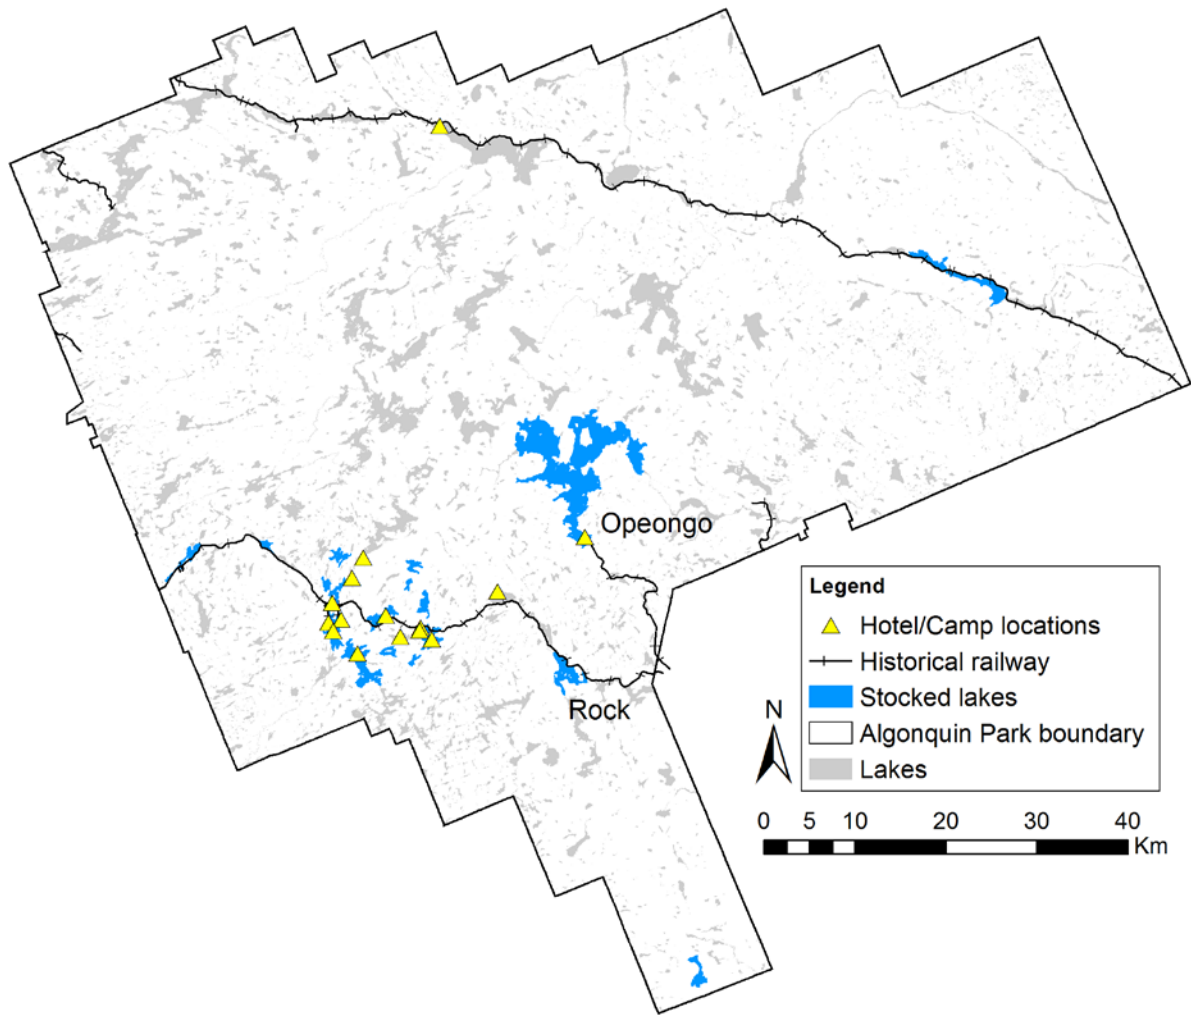 Opeongo
Rock
Legend
Hotel/Camp locations
Historical railway
Stocked lakes
Algonquin Park boundary
Lakes
N
0 5 10 20 30 40
Km